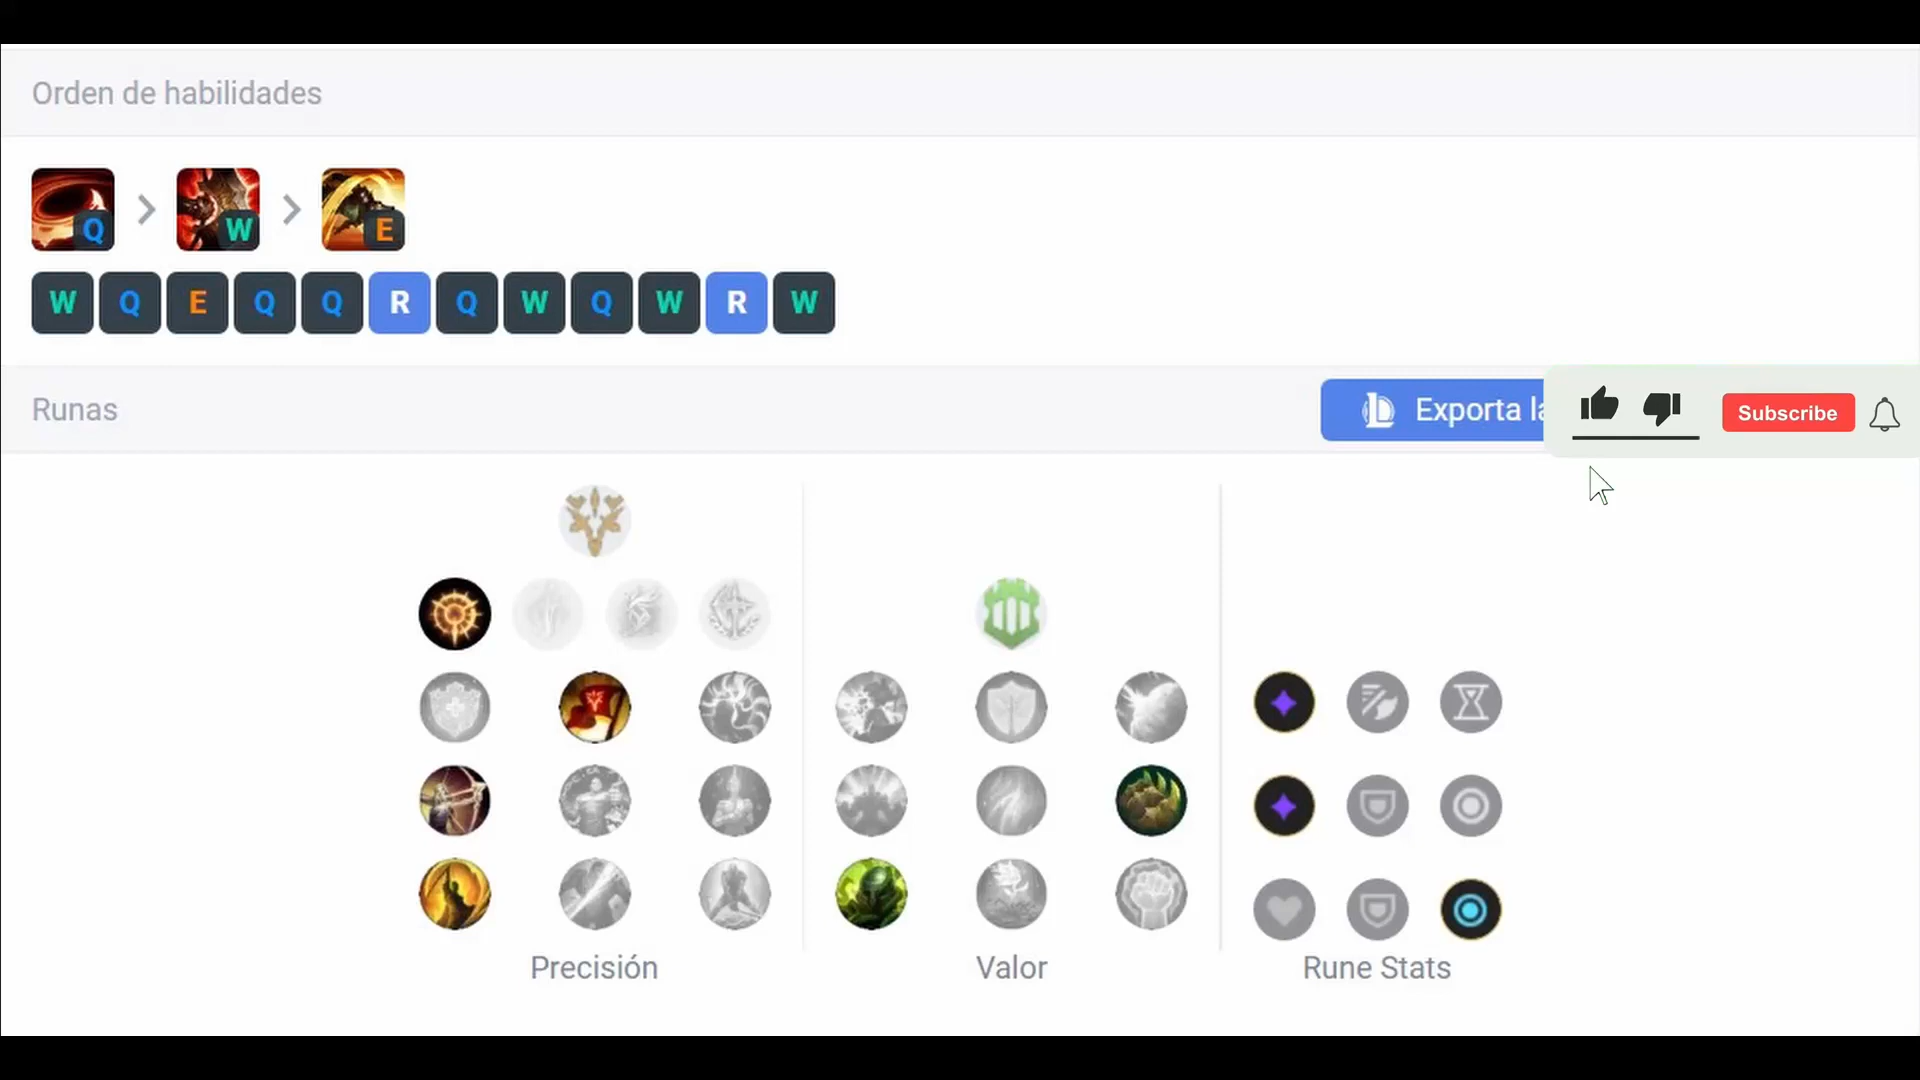 Orden de habilidades
Q W E
W Q E Q Q R Q W Q W R W
Runas
Exporta la
Subscribe
Precisión
Valor
Rune Stats